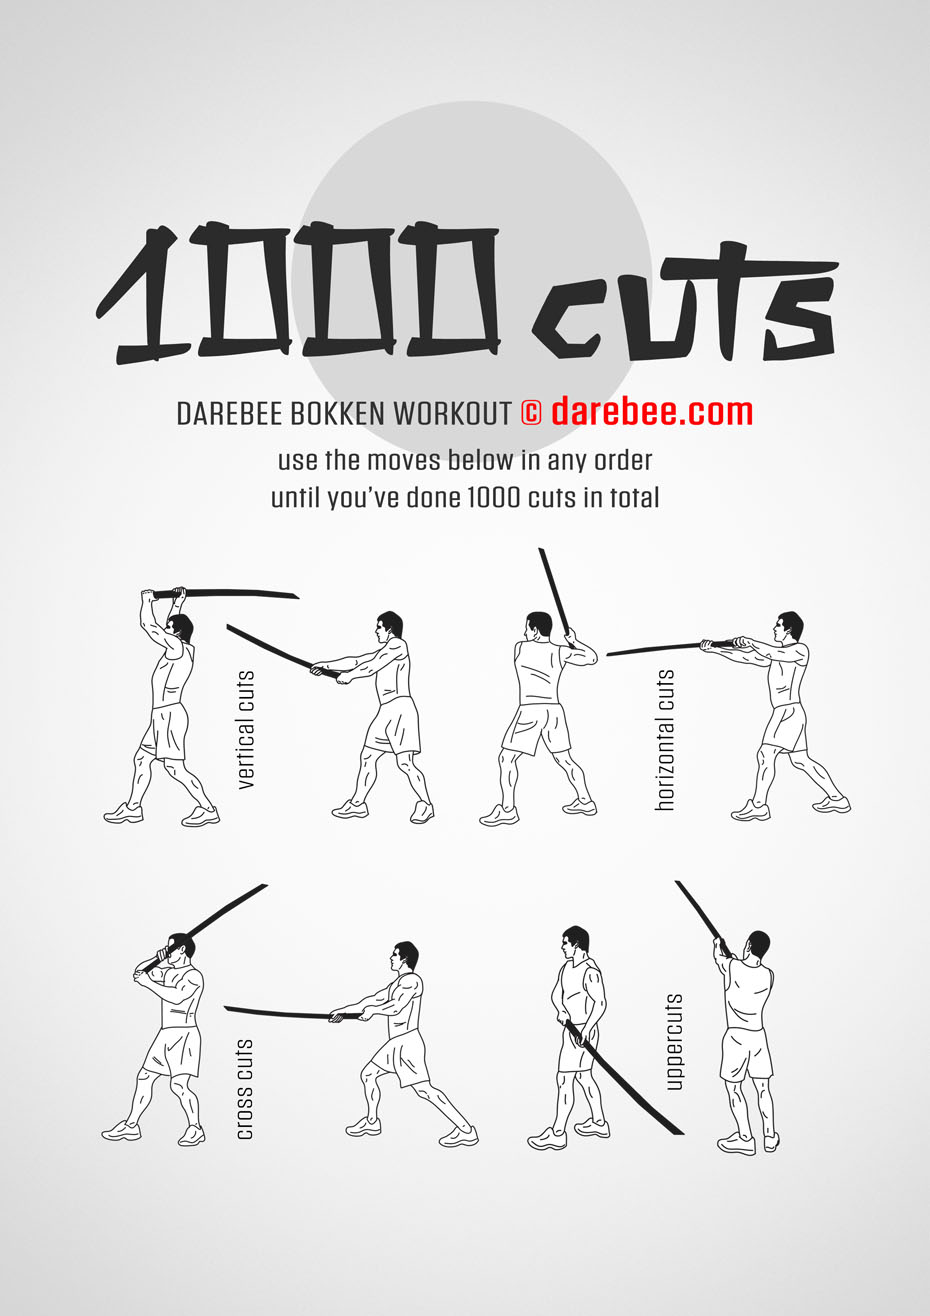 1000 cuts
DAREBEE BOKKEN WORKOUT © darebee.com
use the moves below in any order
until you've done 1000 cuts in total
vertical cuts
horizontal cuts
cross cuts
uppercuts